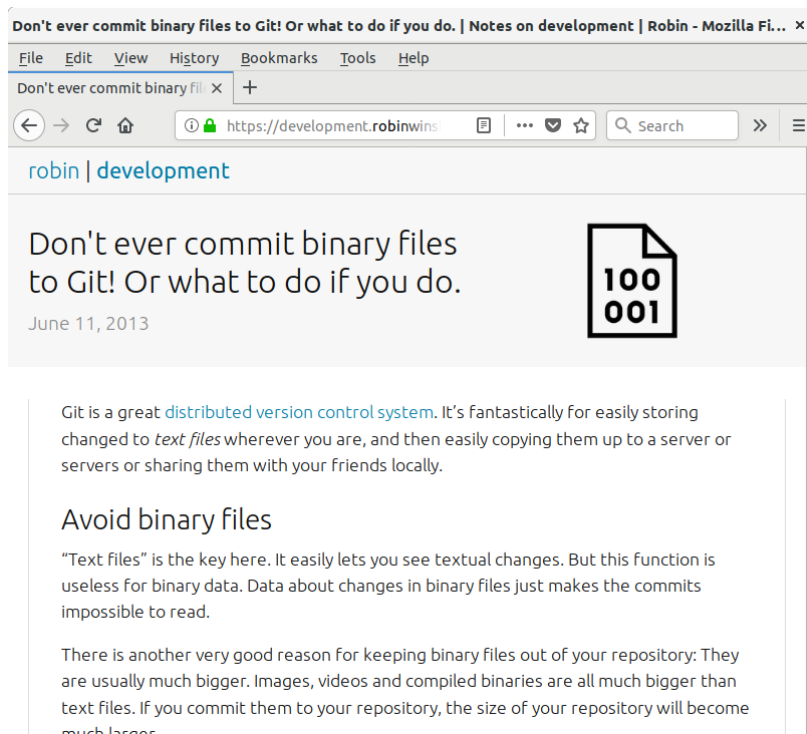 Don't ever commit binary files to Git! Or what to do if you do. | Notes on development | Robin - Mozilla Fi... ×
File Edit View History Bookmarks Tools Help
Don't ever commit binary fil × +
https://development.robinwins ... Search » 
robin | development
Don't ever commit binary files
to Git! Or what to do if you do.
June 11, 2013
100
001
Git is a great distributed version control system. It's fantastically for easily storing
changed to text files wherever you are, and then easily copying them up to a server or
servers or sharing them with your friends locally.
Avoid binary files
“Text files” is the key here. It easily lets you see textual changes. But this function is
useless for binary data. Data about changes in binary files just makes the commits
impossible to read.
There is another very good reason for keeping binary files out of your repository: They
are usually much bigger. Images, videos and compiled binaries are all much bigger than
text files. If you commit them to your repository, the size of your repository will become
much larger